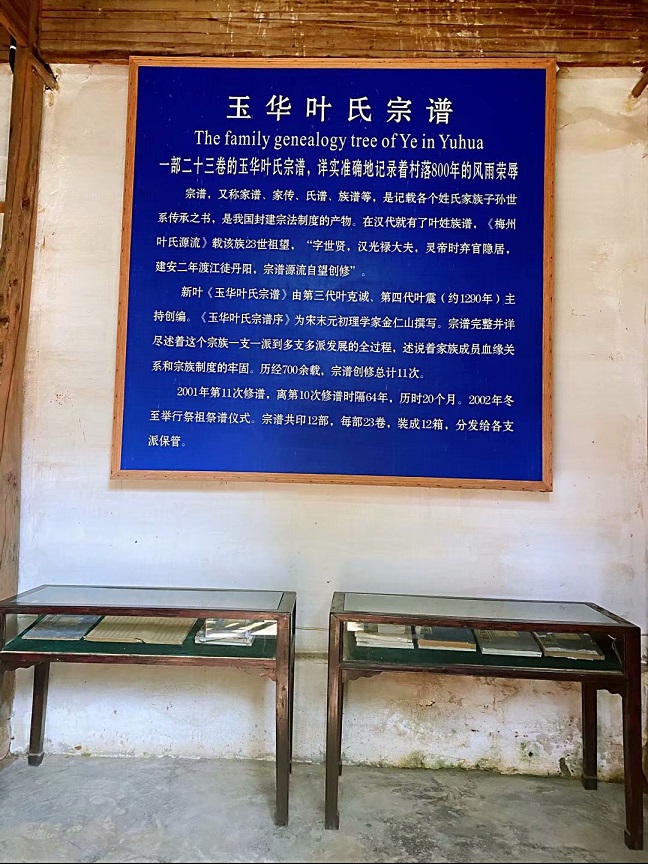 玉华叶氏宗谱
The family genealogy tree of Ye in Yuhua
一部二十三卷的玉华叶氏宗谱，详实准确地记录着村落800年的风雨荣辱
宗谱，又称家谱、家传、氏谱、族谱等，是记载各个姓氏家族子孙世
系传承之书，是我国封建宗法制度的产物。在汉代就有了叶姓族谱，《梅州
叶氏源流》载该族23世祖望，“字世贤，汉光禄大夫，灵帝时弃官隐居，
建安二年渡江徙丹阳，宗谱源流自望创修”。
新叶《玉华叶氏宗谱》由第三代叶克诚、第四代叶震（约1290年）主
持创编。《玉华叶氏宗谱序》为宋末元初理学家金仁山撰写。宗谱完整并详
尽述着这个宗族一支一派到多支多派发展的全过程，述说着家族成员血缘关
系和宗族制度的牢固。历经700余载，宗谱创修总计11次。
2001年第11次修谱，离第10次修谱时隔64年，历时20个月。2002年冬
至举行祭祖祭谱仪式。宗谱共印12部，每部23卷，装成12箱，分发给各支
派保管。